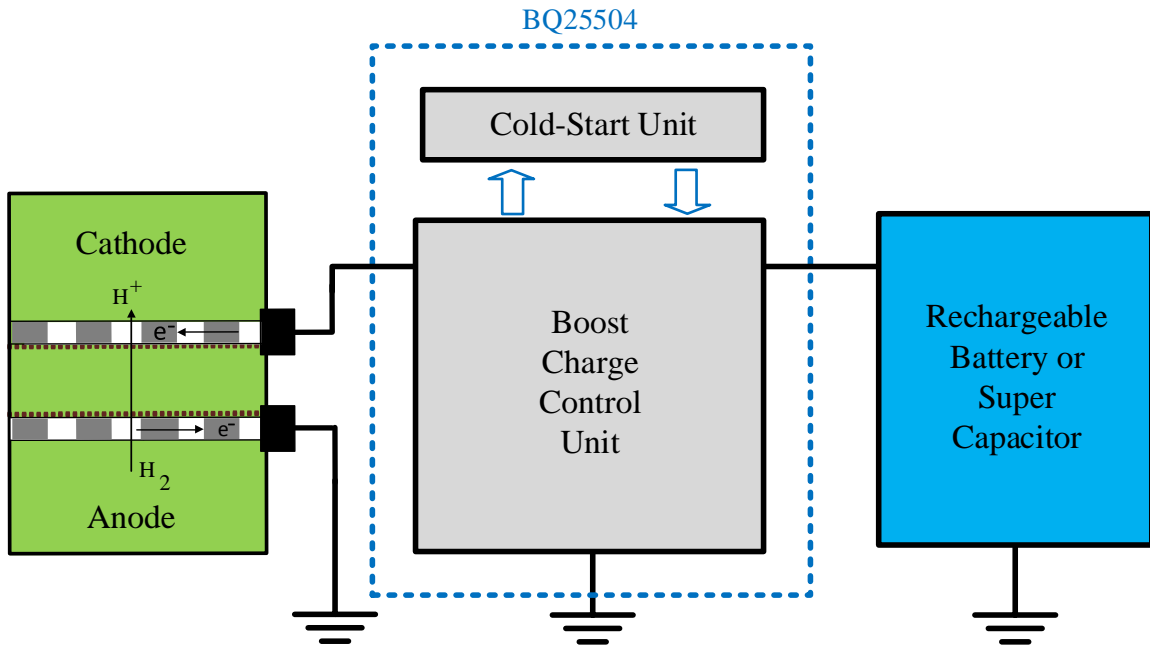 BQ25504
Cold-Start Unit
Cathode
H+
e-
e-
H2
Anode
Boost
Charge
Control
Unit
Rechargeable
Battery or
Super
Capacitor